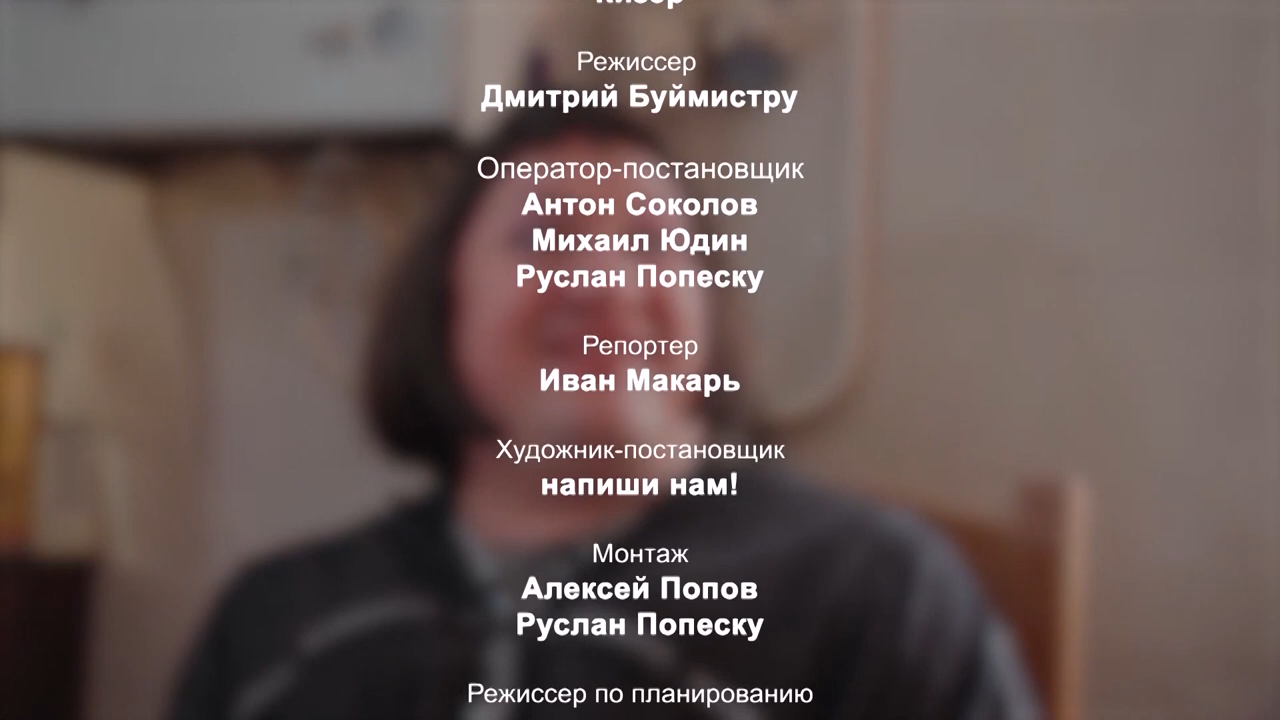 Режиссер
Дмитрий Буймистру
Оператор-постановщик
Антон Соколов
Михаил Юдин
Руслан Попеску
Репортер
Иван Макарь
Художник-постановщик
напиши нам!
Монтаж
Алексей Попов
Руслан Попеску
Режиссер по планированию